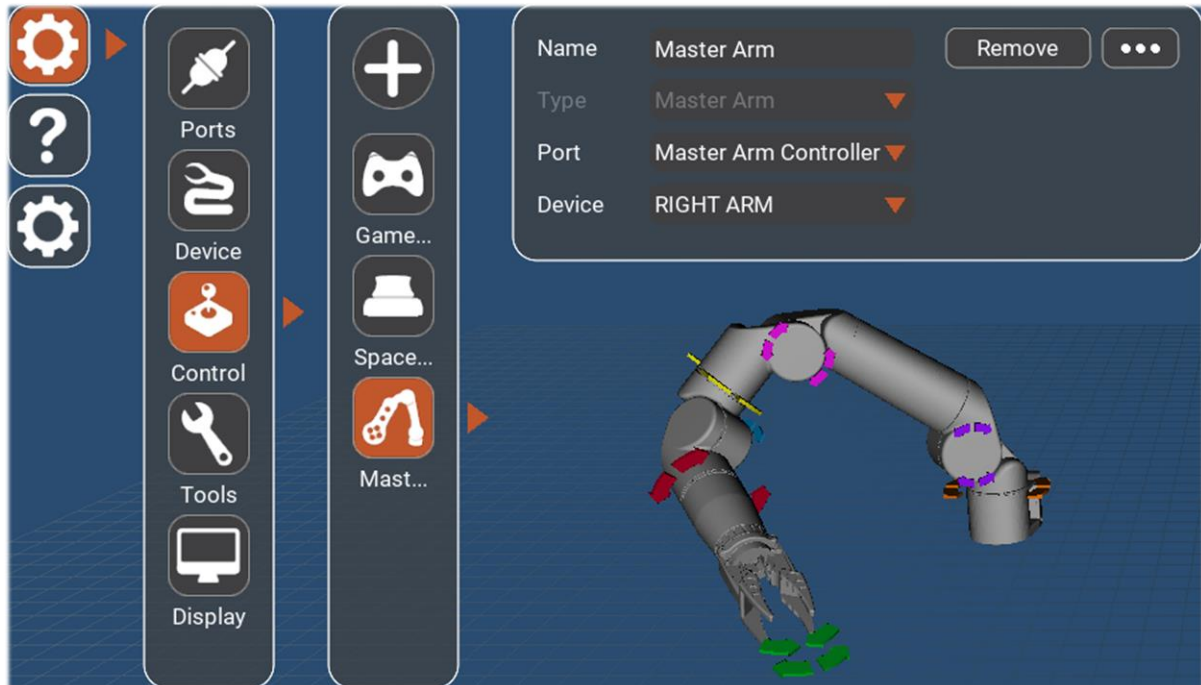 Ports
Device
Control
Tools
Display
Game...
Space...
Mast...
Name Master Arm Remove
Type Master Arm
Port Master Arm Controller
Device RIGHT ARM